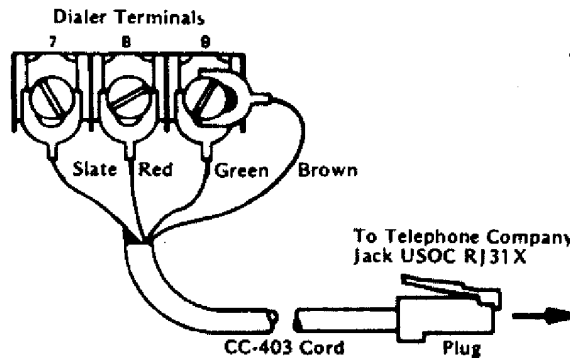 Dialer Terminals
7 8 9
Slate Red Green Brown
To Telephone Company
Jack USOC RJ31X
CC-403 Cord Plug